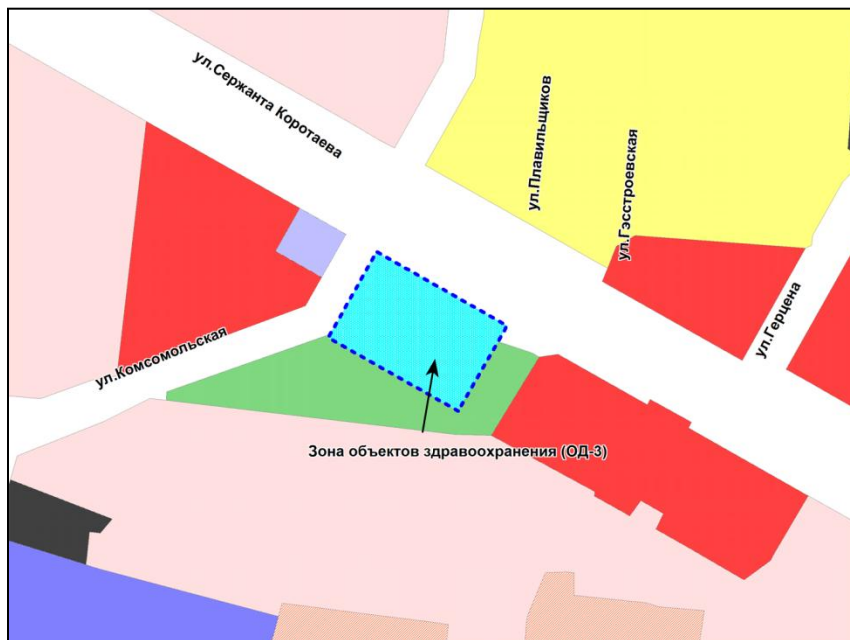 ул.Сержанта Коротаева
ул.Плавильщиков
ул.Гэсстроевская
ул.Герцена
ул.Комсомольская
Зона объектов здравоохранения (ОД-3)